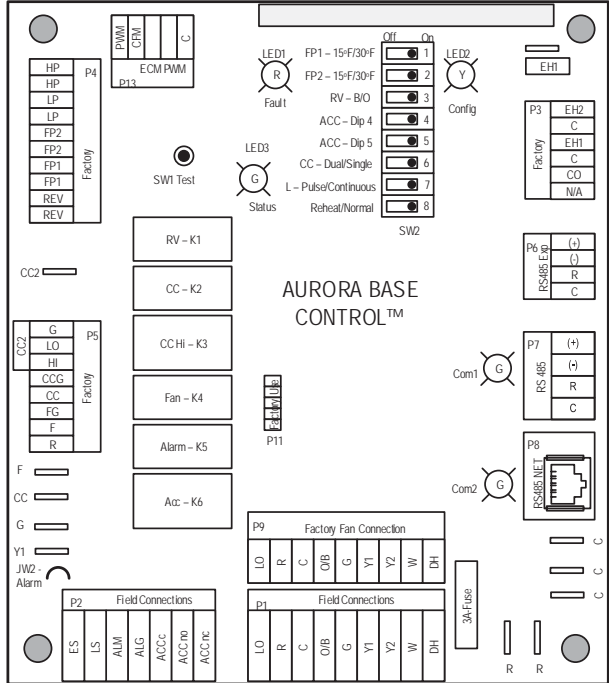 PWM
CFM
C
P13
ECM PWM
LED1
R
Fault
Off On
FP1 – 15ºF/30ºF 1
FP2 – 15ºF/30ºF 2
RV – B/O 3
ACC – Dip 4 4
ACC – Dip 5 5
CC – Dual/Single 6
L – Pulse/Continuous 7
Reheat/Normal 8
SW2
LED2
Y
Config
EH1
HP
HP
LP
LP
FP2
FP2
FP1
FP1
REV
REV
P4
Factory
SW1 Test
LED3
G
Status
P3
Factory
EH2
C
EH1
C
CO
N/A
RV – K1
CC – K2
CC Hi – K3
Fan – K4
Alarm – K5
Acc – K6
CC2
AURORA BASE
CONTROL™
P6
RS485 Exp
(+)
(-)
R
C
CC2
G
LO
HI
CCG
CC
FG
F
R
P5
Factory
Factory Use
P11
Com1
G
P7
RS 485
(+)
(-)
R
C
Com2
G
P8
RS485 NET
F
CC
G
Y1
JW2 -
Alarm
P9 Factory Fan Connection
LO R C O/B G Y1 Y2 W DH
3A-Fuse
C
C
C
R R
P2 Field Connections
ES LS ALM ALG ACC c ACC no ACC nc
P1 Field Connections
LO R C O/B G Y1 Y2 W DH